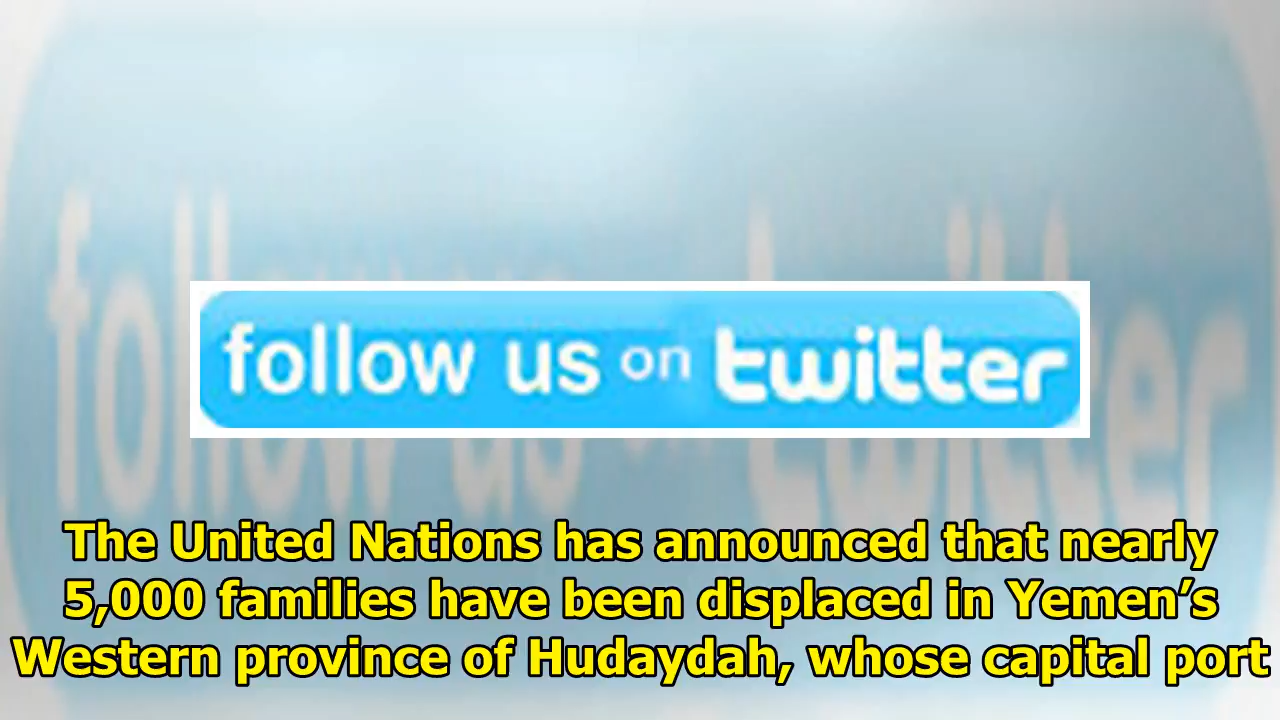 follow us on twitter
The United Nations has announced that nearly
5,000 families have been displaced in Yemen’s
Western province of Hudaydah, whose capital port